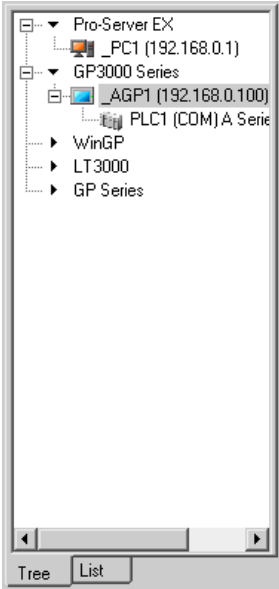 Pro-Server EX
_PC1 (192.168.0.1)
GP3000 Series
_AGP1 (192.168.0.100)
PLC1 (COM) A Serie
WinGP
LT3000
GP Series
Tree
List